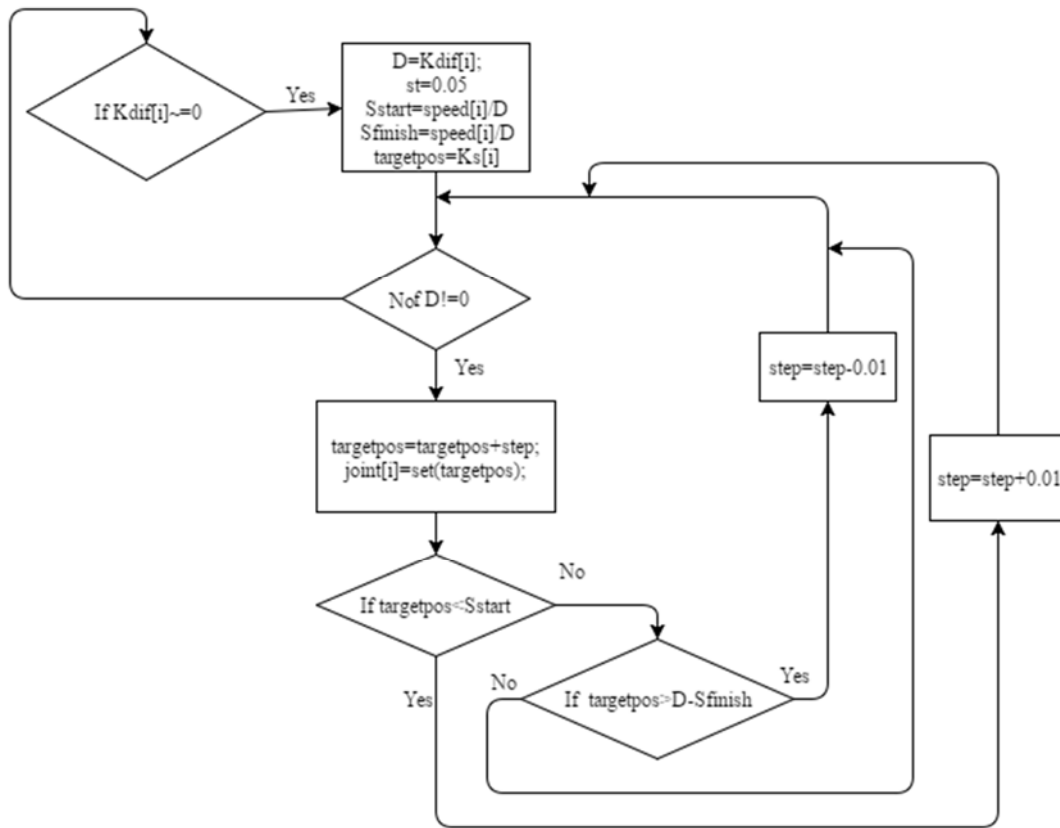 If Kdif[i]~=0
Yes
D=Kdif[i];
st=0.05
Sstart=speed[i]/D
Sfinish=speed[i]/D
targetpos=Ks[i]
Nof D!=0
Yes
step=step-0.01
targetpos=targetpos+step;
joint[i]=set(targetpos);
step=step+0.01
If targetpos<Sstart
No
Yes
No
If targetpos>D-Sfinish
Yes